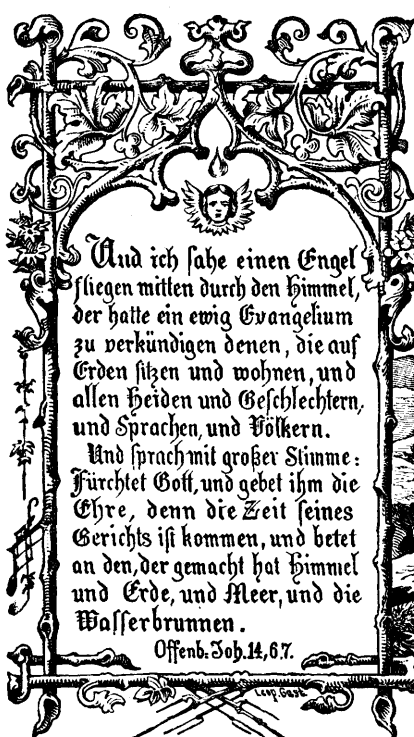 Und ich sahe einen Engel
fliegen mitten durch den Himmel,
der hatte ein ewig Evangelium
zu verkündigen denen, die auf
Erden sitzen und wohnen, und
allen Heiden und Geschlechtern,
und Sprachen, und Völkern.
Und sprach mit großer Stimme:
Fürchtet Gott, und gebet ihm die
Ehre, denn die Zeit seines
Gerichts ist kommen, und betet
an den, der gemacht hat Himmel
und Erde, und Meer, und die
Wasserbrunnen.
Offenb: Joh. 14, 6.7.
Leop. Gast